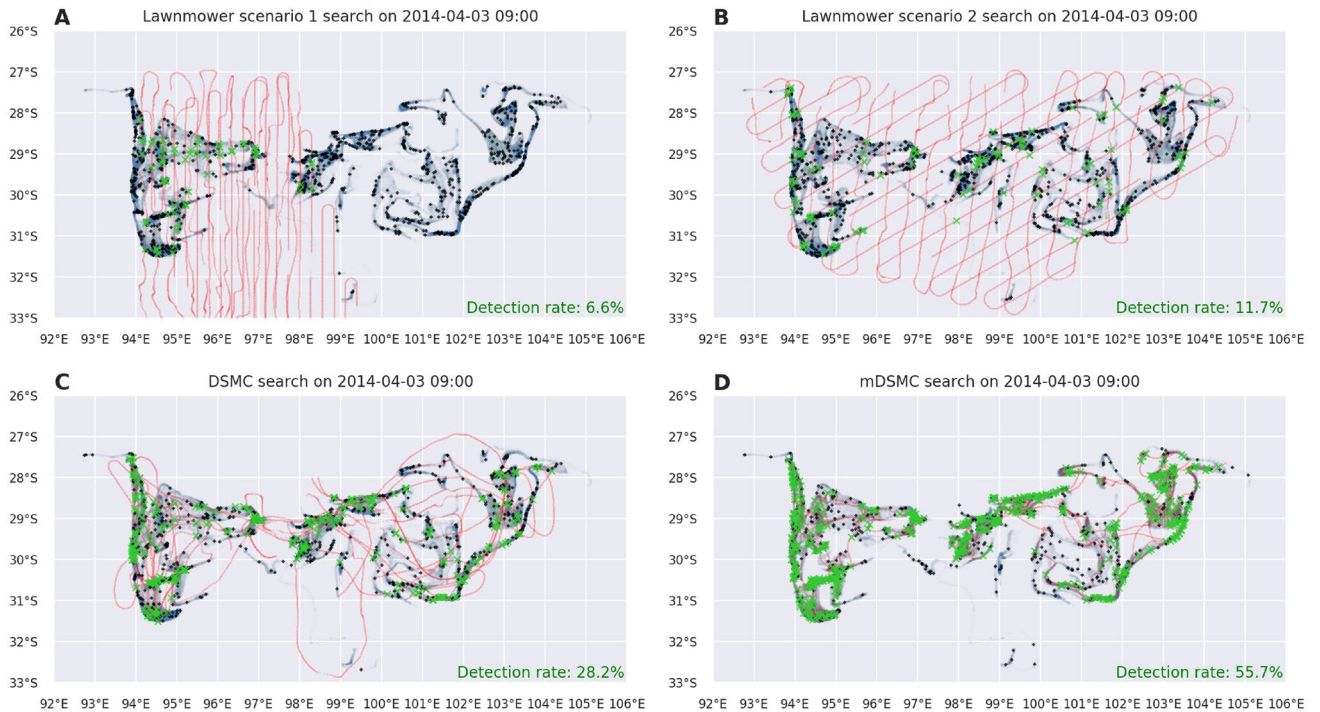 A Lawnmower scenario 1 search on 2014-04-03 09:00
26°S
27°S
28°S
29°S
30°S
31°S
32°S
33°S
Detection rate: 6.6%
92°E 93°E 94°E 95°E 96°E 97°E 98°E 99°E 100°E 101°E 102°E 103°E 104°E 105°E 106°E
B Lawnmower scenario 2 search on 2014-04-03 09:00
26°S
27°S
28°S
29°S
30°S
31°S
32°S
33°S
Detection rate: 11.7%
92°E 93°E 94°E 95°E 96°E 97°E 98°E 99°E 100°E 101°E 102°E 103°E 104°E 105°E 106°E
C DSMC search on 2014-04-03 09:00
26°S
27°S
28°S
29°S
30°S
31°S
32°S
33°S
Detection rate: 28.2%
92°E 93°E 94°E 95°E 96°E 97°E 98°E 99°E 100°E 101°E 102°E 103°E 104°E 105°E 106°E
D mDSMC search on 2014-04-03 09:00
26°S
27°S
28°S
29°S
30°S
31°S
32°S
33°S
Detection rate: 55.7%
92°E 93°E 94°E 95°E 96°E 97°E 98°E 99°E 100°E 101°E 102°E 103°E 104°E 105°E 106°E